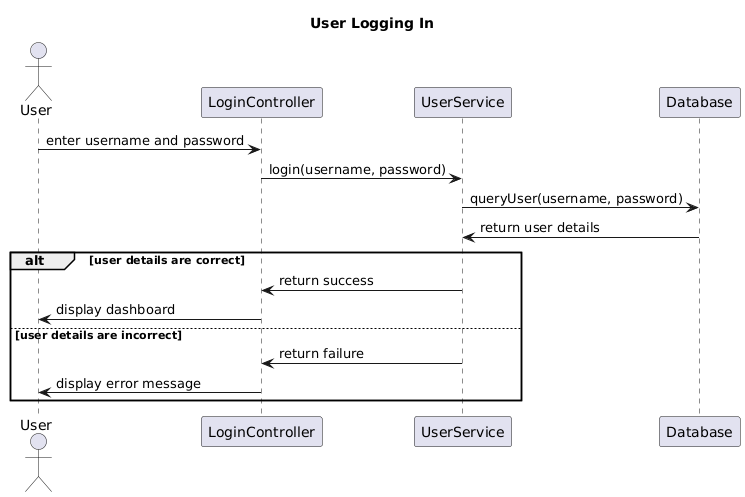 User Logging In
User
LoginController
UserService
Database
enter username and password
login(username, password)
queryUser(username, password)
return user details
alt
[user details are correct]
return success
display dashboard
[user details are incorrect]
return failure
display error message
User
LoginController
UserService
Database